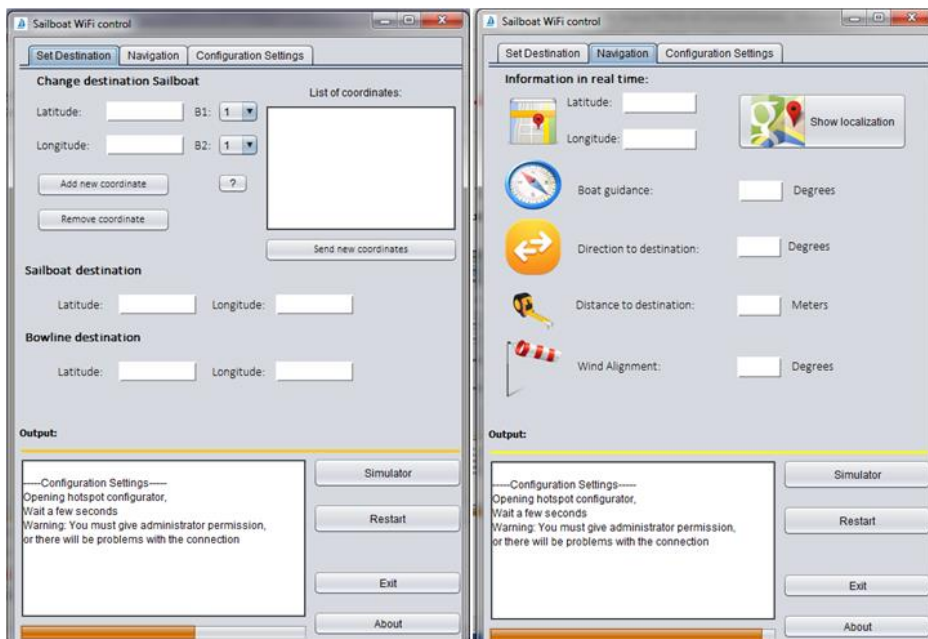 Sailboat WiFi control
Set Destination Navigation Configuration Settings
Change destination Sailboat
List of coordinates:
Latitude: B1: 1
Longitude: B2: 1
Add new coordinate ?
Remove coordinate
Send new coordinates
Sailboat destination
Latitude: Longitude:
Bowline destination
Latitude: Longitude:
Output:
-----Configuration Settings-----
Opening hotspot configurator,
Wait a few seconds
Warning: You must give administrator permission,
or there will be problems with the connection
Simulator
Restart
Exit
About
Sailboat WiFi control
Set Destination Navigation Configuration Settings
Information in real time:
Latitude:
Longitude:
Show localization
Boat guidance: Degrees
Direction to destination: Degrees
Distance to destination: Meters
Wind Alignment: Degrees
Output:
-----Configuration Settings-----
Opening hotspot configurator,
Wait a few seconds
Warning: You must give administrator permission,
or there will be problems with the connection
Simulator
Restart
Exit
About